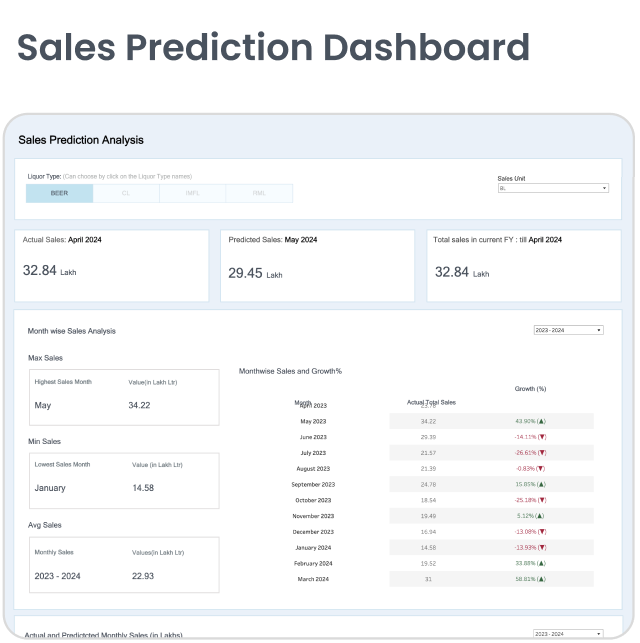 Sales Prediction Dashboard
Sales Prediction Analysis
Liquor Type: (Can choose by click on the Liquor Type names)
Sales Unit
BEER CL IMFL RML
BL
Actual Sales: April 2024
Predicted Sales: May 2024
Total sales in current FY : till April 2024
32.84 Lakh
29.45 Lakh
32.84 Lakh
Month wise Sales Analysis
2023 - 2024
Max Sales
Monthwise Sales and Growth%
Highest Sales Month Value(in Lakh Ltr)
May 34.22
Min Sales
Lowest Sales Month Value (in Lakh Ltr)
January 14.58
Avg Sales
Monthly Sales Values(in Lakh Ltr)
2023 - 2024 22.93
Growth (%)
Month Actual Total Sales
April 2023
May 2023 34.22 43.90% (▲)
June 2023 29.39 -14.11% (▼)
July 2023 21.57 -26.61% (▼)
August 2023 21.39 -0.83% (▼)
September 2023 24.78 15.85% (▲)
October 2023 18.54 -25.18% (▼)
November 2023 19.49 5.12% (▲)
December 2023 16.94 -13.08% (▼)
January 2024 14.58 -13.93% (▼)
February 2024 19.52 33.88% (▲)
March 2024 31 58.81% (▲)
Actual and Predictcted Monthly Sales (in Lakhs)
2023 - 2024